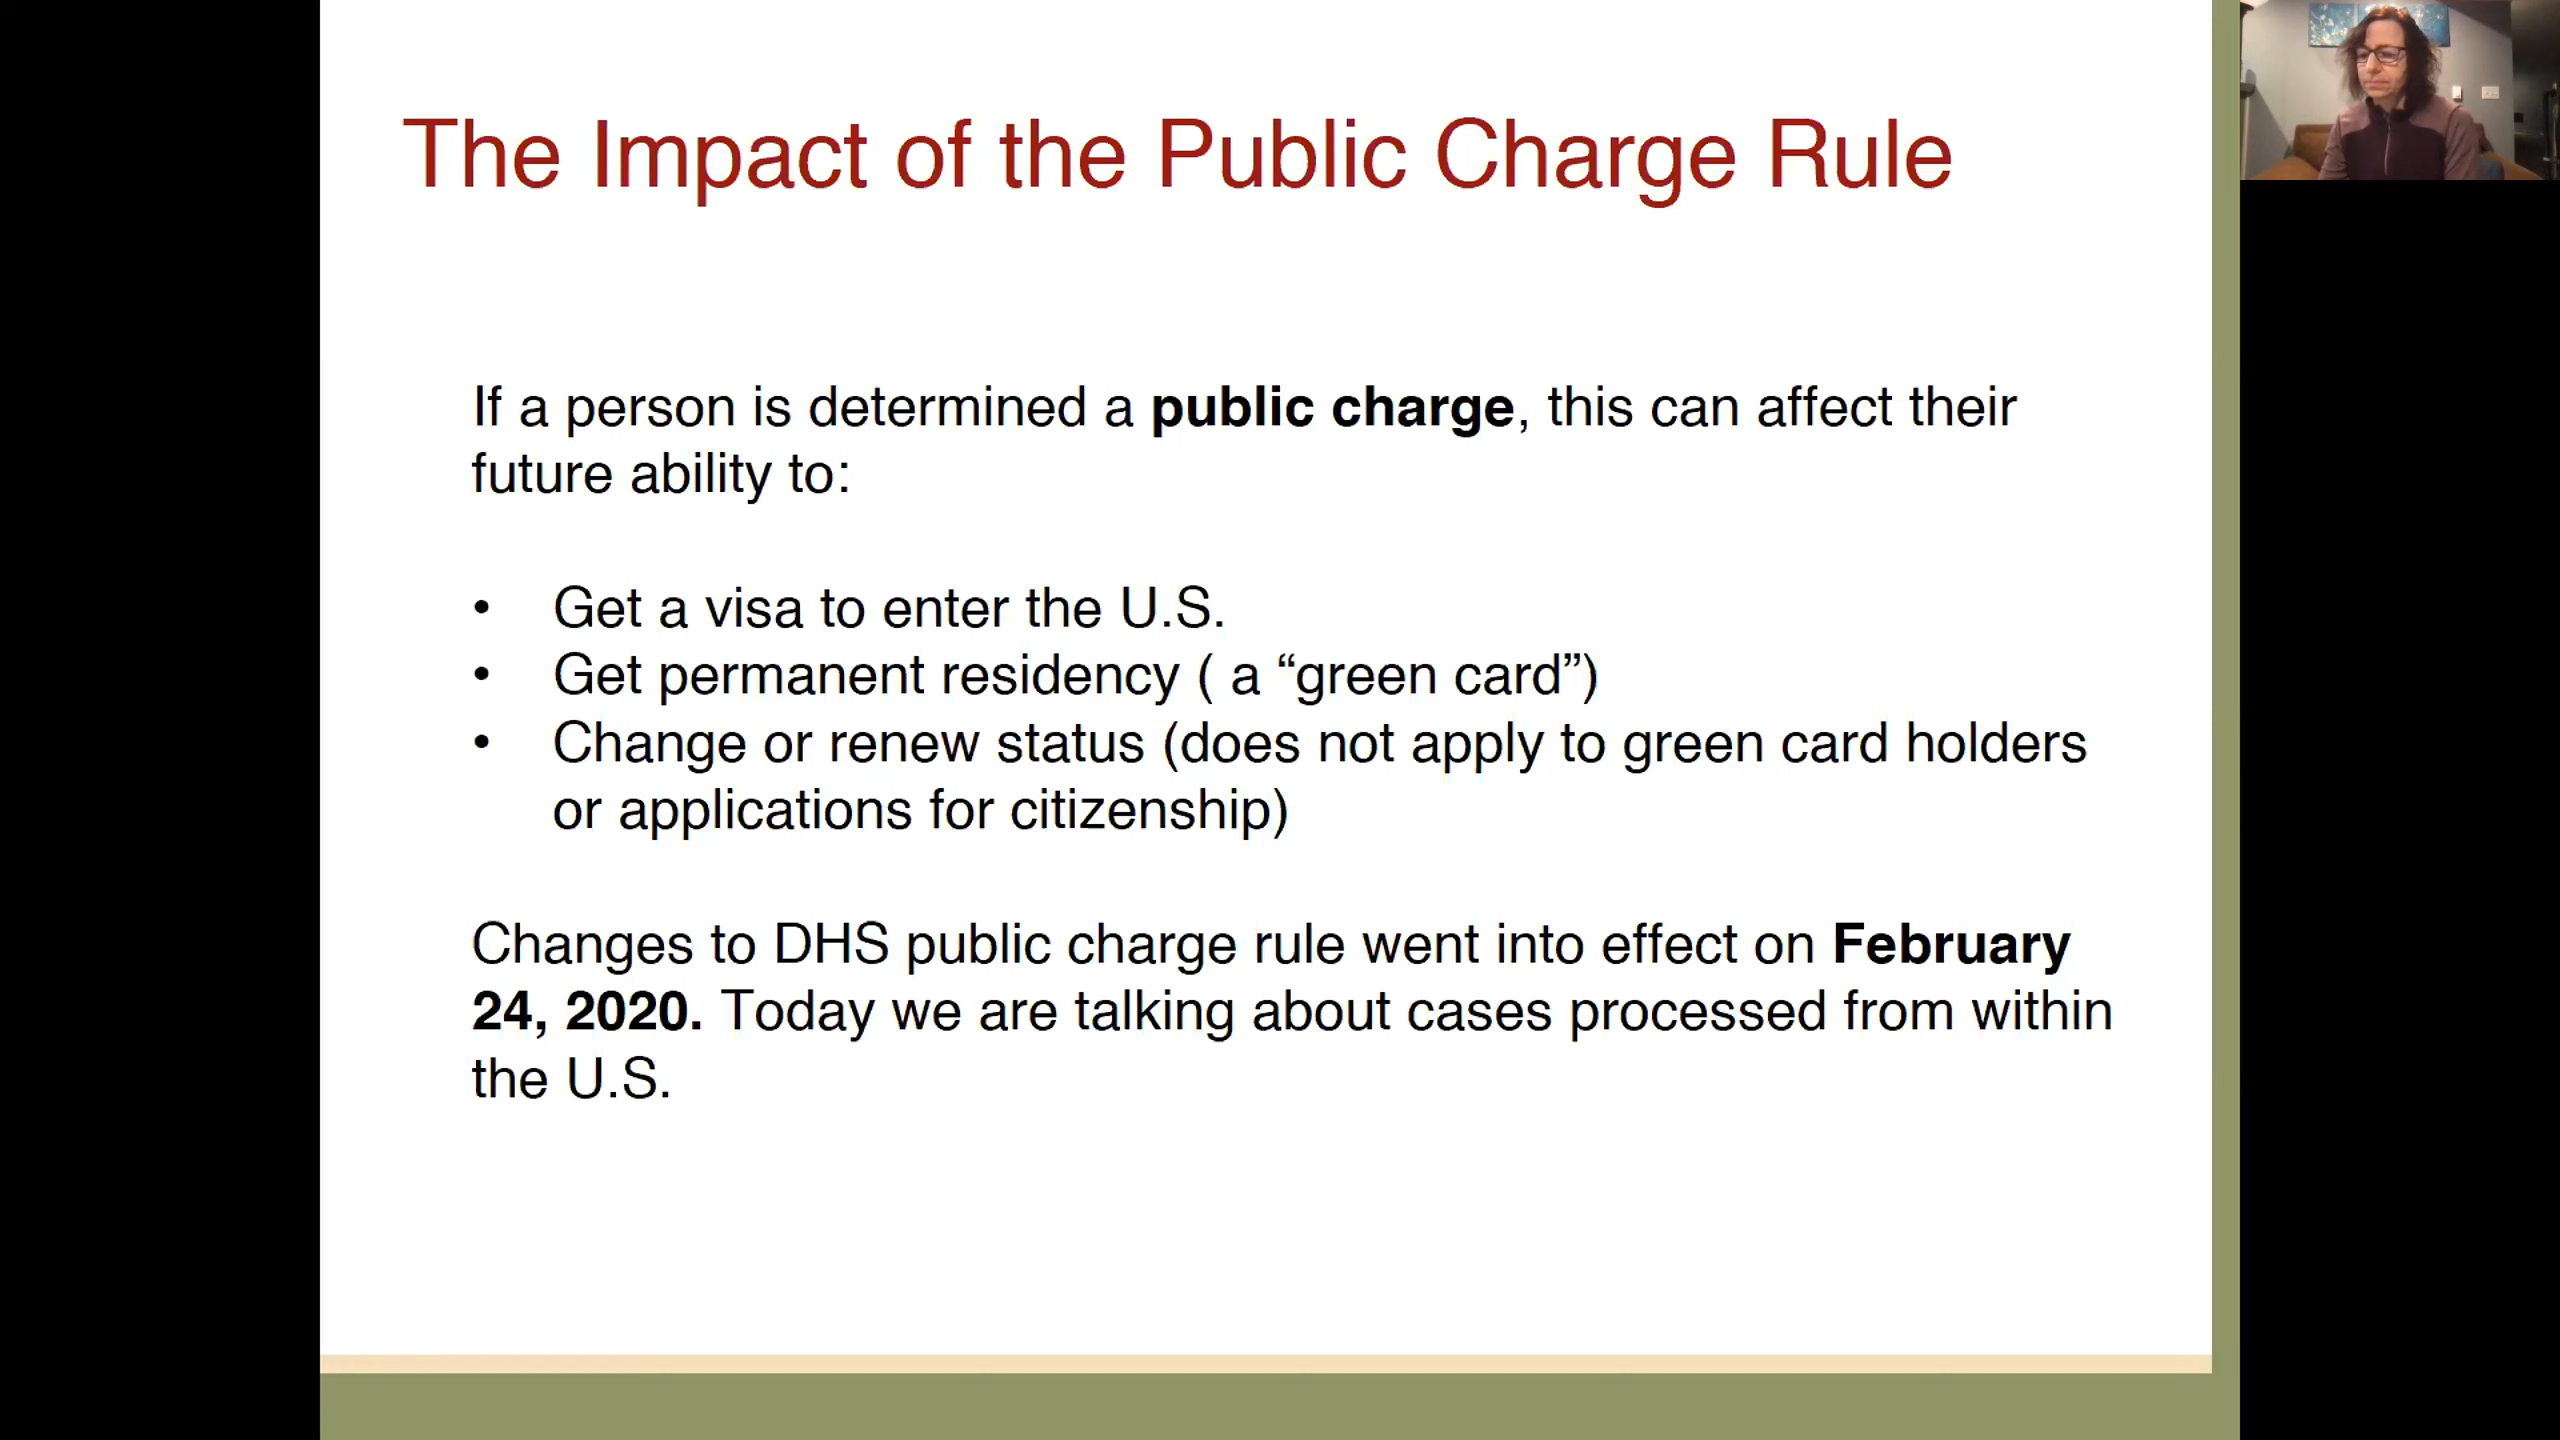 The Impact of the Public Charge Rule
If a person is determined a public charge, this can affect their
future ability to:
• Get a visa to enter the U.S.
• Get permanent residency ( a “green card”)
• Change or renew status (does not apply to green card holders
or applications for citizenship)
Changes to DHS public charge rule went into effect on February
24, 2020. Today we are talking about cases processed from within
the U.S.